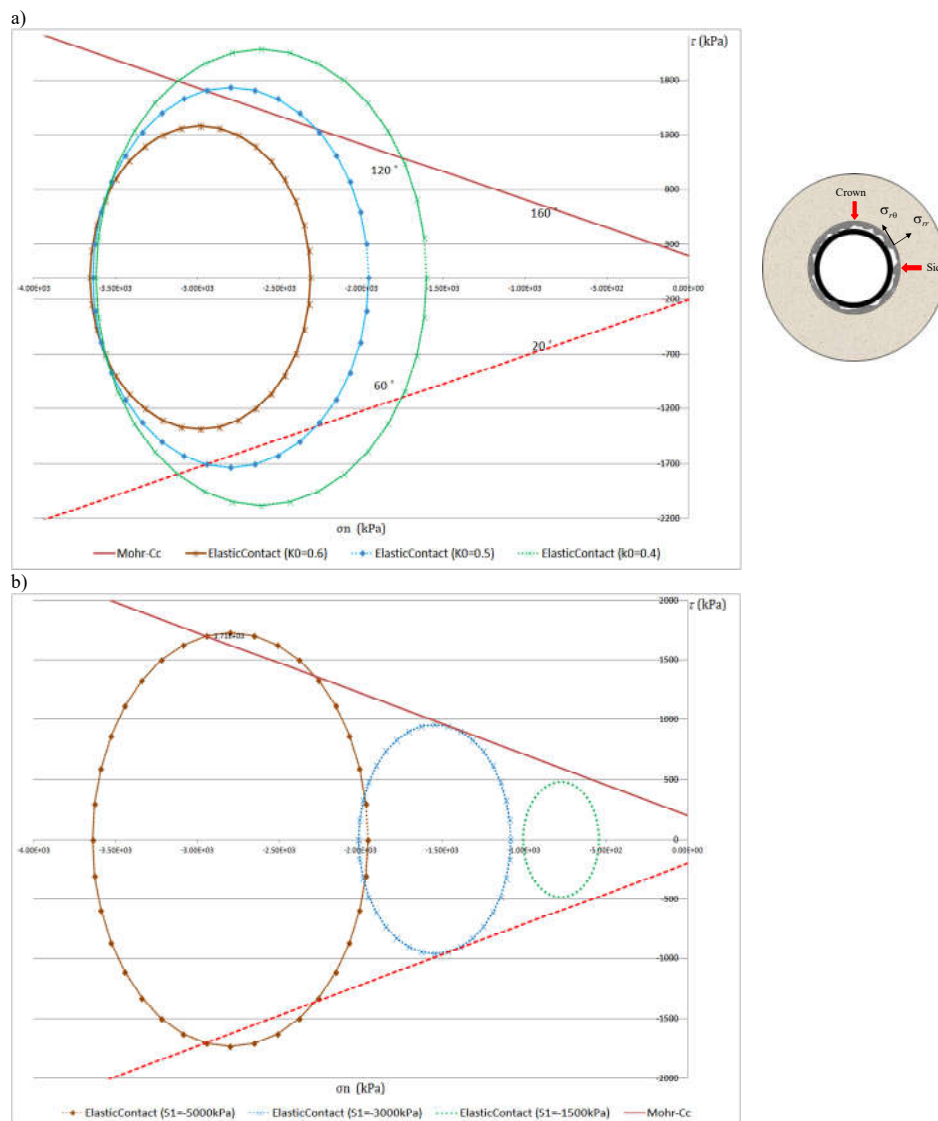 a)
τ (kPa)
1800
1300
800
300
-4.00E+03 -3.50E+03 -3.00E+03 -2.50E+03 -2.00E+03 -1.50E+03 -1.00E+03 -5.00E+02 0.00E+00
-200
-700
-1200
-1700
-2200
120°
160°
20°
60°
σn (kPa)
Mohr-Cc ElasticContact (K0=0.6) ElasticContact (K0=0.5) ElasticContact (k0=0.4)
Crown
σrθ σrr
Sid
b)
2000 τ (kPa)
1.71E+03
1500
1000
500
0
-4.00E+03 -3.50E+03 -3.00E+03 -2.50E+03 -2.00E+03 -1.50E+03 -1.00E+03 -5.00E+02 0.00E+00
-500
-1000
-1500
-2000
σn (kPa)
ElasticContact (S1=-5000kPa) ElasticContact (S1=-3000kPa) ElasticContact (S1=-1500kPa) Mohr-Cc